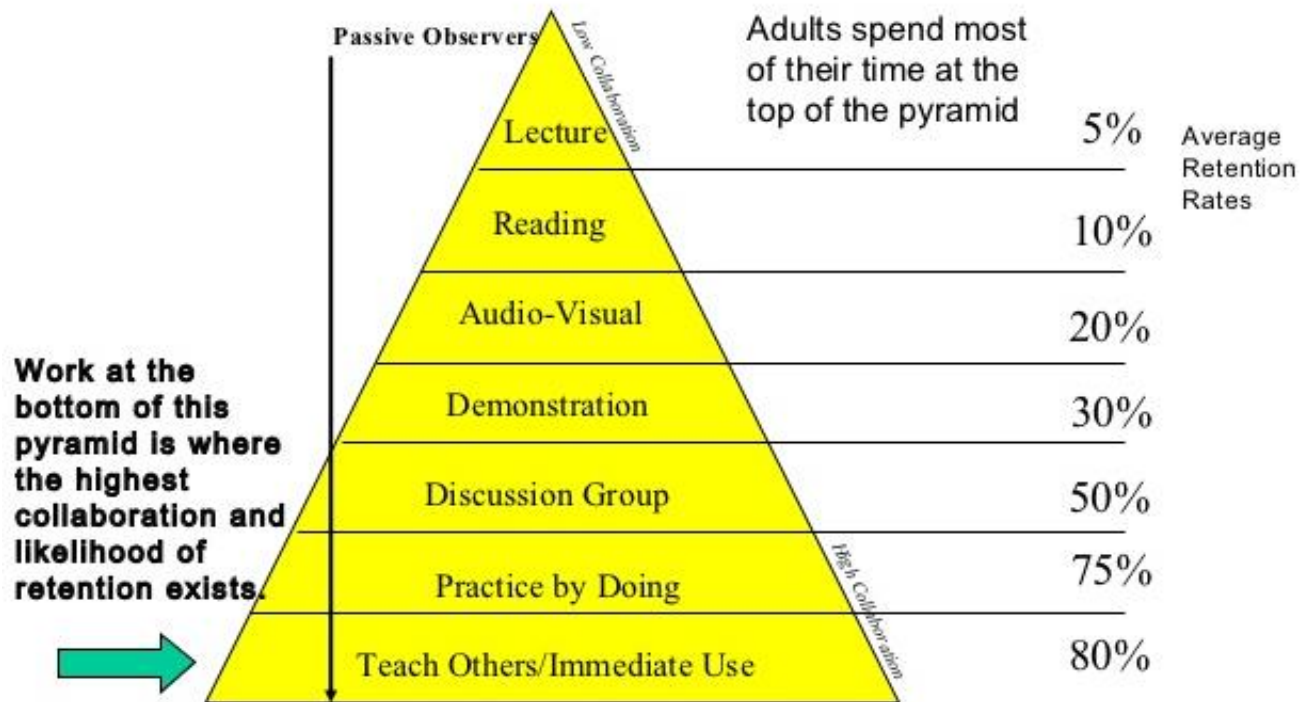 Passive Observers
Low Collaboration
Adults spend most
of their time at the
top of the pyramid
Lecture
5%
Average
Retention
Rates
Reading
10%
Audio-Visual
20%
Work at the
bottom of this
pyramid is where
the highest
collaboration and
likelihood of
retention exists.
Demonstration
30%
Discussion Group
50%
High Collaboration
Practice by Doing
75%
Teach Others/Immediate Use
80%